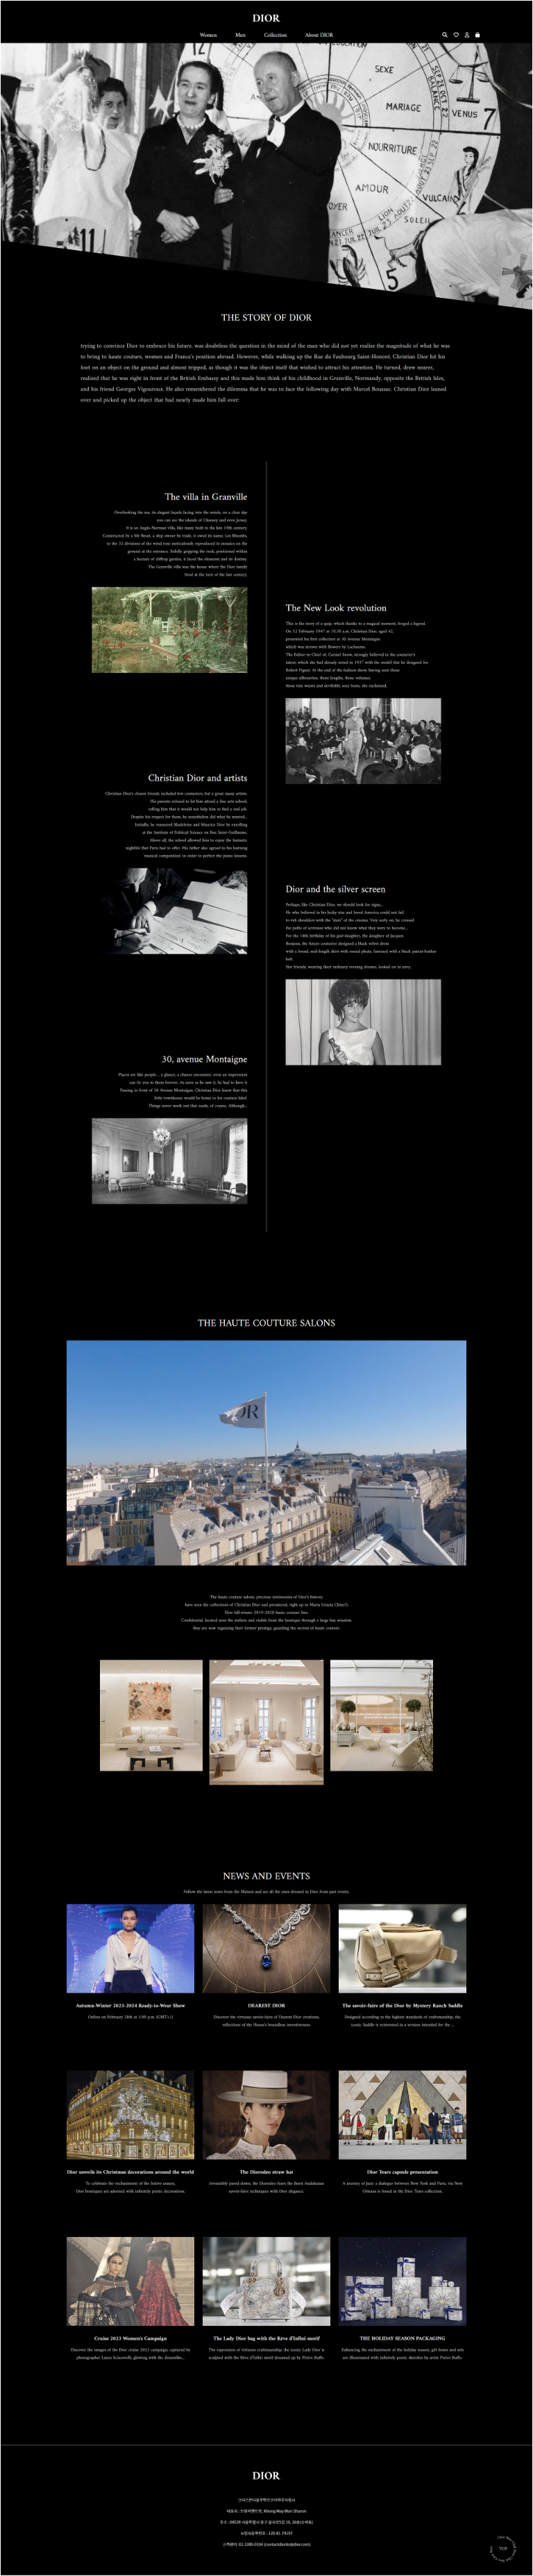 DIOR
Women Men Collection About DIOR
SEXE
MARIAGE
VENUS 7
NOURRITURE
AMOUR
VULCAIN
SOLEIL
LION
5
THE STORY OF DIOR
trying to convince Dior to embrace his future. was doubtless the question in the mind of the man who did not yet realise the magnitude of what he was
to bring to haute couture, women and France's position abroad. However, while walking up the Rue du Faubourg Saint-Honoré, Christian Dior hit his
foot on an object on the ground and almost tripped, as though it was the object itself that wished to attract his attention. He turned, drew nearer,
realised that he was right in front of the British Embassy and this made him think of his childhood in Granville, Normandy, opposite the British Isles,
and his friend Georges Vigouroux. He also remembered the dilemma that he was to face the following day with Marcel Boussac. Christian Dior leaned
over and picked up the object that had nearly made him fall over:
The villa in Granville
Overlooking the sea, its elegant façade facing into the winds, on a clear day
you can see the islands of Chausey and even Jersey.
It is an Anglo-Norman villa, like many built in the late 19th century.
Constructed by a Mr Beust, a ship owner by trade, it owed its name, Les Rhumbs,
to the 32 divisions of the wind rose meticulously reproduced in mosaics on the
ground at the entrance. Solidly gripping the rock, positioned within
a hectare of clifftop garden, it faced the elements and its destiny.
The Granville villa was the house where the Dior family
lived at the turn of the last century.
The New Look revolution
This is the story of a quip, which thanks to a magical moment, forged a legend.
On 12 February 1947 at 10.30 a.m. Christian Dior, aged 42,
presented his first collection at 30 Avenue Montaigne
which was strewn with flowers by Lachaume.
The Editor-in-Chief of, Carmel Snow, strongly believed in the couturier's
talent, which she had already noted in 1937 with the model that he designed for
Robert Piguet. At the end of the fashion show, having seen these
unique silhouettes, these lengths, these volumes,
these tiny waists and devilishly sexy busts, she exclaimed,
Christian Dior and artists
Christian Dior's closest friends included few couturiers, but a great many artists.
His parents refused to let him attend a fine arts school,
telling him that it would not help him to find a real job.
Despite his respect for them, he nonetheless did what he wanted...
Initially, he reassured Madeleine and Maurice Dior by enrolling
at the Institute of Political Science on Rue Saint-Guillaume.
Above all, the school allowed him to enjoy the fantastic
nightlife that Paris had to offer. His father also agreed to his learning
musical composition in order to perfect the piano lessons.
Dior and the silver screen
Perhaps, like Christian Dior, we should look for signs...
He who believed in his lucky star and loved America could not fail
to rub shoulders with the "stars" of the cinema. Very early on, he crossed
the paths of actresses who did not know what they were to become...
For the 18th birthday of his god-daughter, the daughter of Jacques
Benjean, the future couturier designed a black velvet dress
with a broad, mid-length skirt with round pleats, fastened with a black patent-leather
belt.
Her friends, wearing their ordinary evening dresses, looked on in envy.
30, avenue Montaigne
Places are like people... a glance, a chance encounter, even an impression
can tie you to them forever. As soon as he saw it, he had to have it
Passing in front of 30 Avenue Montaigne, Christian Dior knew that this
little townhouse would be home to his couture label.
Things never work out that easily, of course. Although...
THE HAUTE COUTURE SALONS
The haute couture salons, precious testimonies of Dior's history,
have seen the collections of Christian Dior and premiered, right up to Maria Grazia Chiuri's
Dior fall-winter 2019-2020 haute couture line.
Confidential, located near the ateliers and visible from the boutique through a large bay window,
they are now regaining their former prestige, guarding the secrets of haute couture.
NEWS AND EVENTS
Follow the latest news from the Maison and see all the stars dressed in Dior from past events
Autumn-Winter 2023-2024 Ready-to-Wear Show
DEAREST DIOR
The savoir-faire of the Dior by Mystery Ranch Saddle
Online on February 28th at 3:00 p.m. (GMT+1)
Discover the virtuoso savoir-faire of Dearest Dior creations,
reflections of the House's boundless inventiveness.
Designed according to the highest standards of craftsmanship, the
iconic Saddle is reinvented in a version intended for the ...
Dior unveils its Christmas decorations around the world
The Diorodeo straw hat
Dior Tears capsule presentation
To celebrate the enchantment of the festive season,
Dior boutiques are adorned with infinitely poetic decorations.
Irresistibly pared-down, the Diorodeo fuses the finest Andalusian
savoir-faire techniques with Dior elegance.
A journey of Jazz: a dialogue between New York and Paris, via New
Orleans is found in the Dior Tears collection.
Cruise 2023 Women's Campaign
The Lady Dior bag with the Rêve d'Infini motif
THE HOLIDAY SEASON PACKAGING
Discover the images of the Dior cruise 2023 campaign, captured by
photographer Laura Sciacovelli, glowing with the dreamlike...
The expression of virtuoso craftsmanship, the iconic Lady Dior is
sculpted with the Rêve d'Infini motif dreamed up by Pietro Ruffo.
Enhancing the enchantment of the holiday season, gift boxes and sets
are illuminated with infinitely poetic sketches by artist Pietro Ruffo.
DIOR
TOP